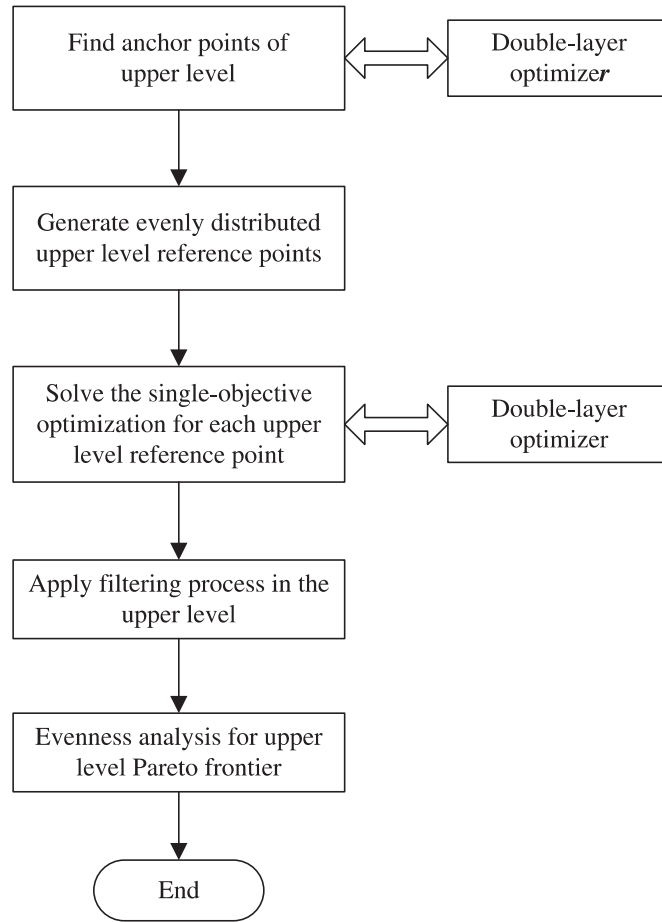 Find anchor points of
upper level
Double-layer
optimizer
Generate evenly distributed
upper level reference points
Solve the single-objective
optimization for each upper
level reference point
Double-layer
optimizer
Apply filtering process in the
upper level
Evenness analysis for upper
level Pareto frontier
End